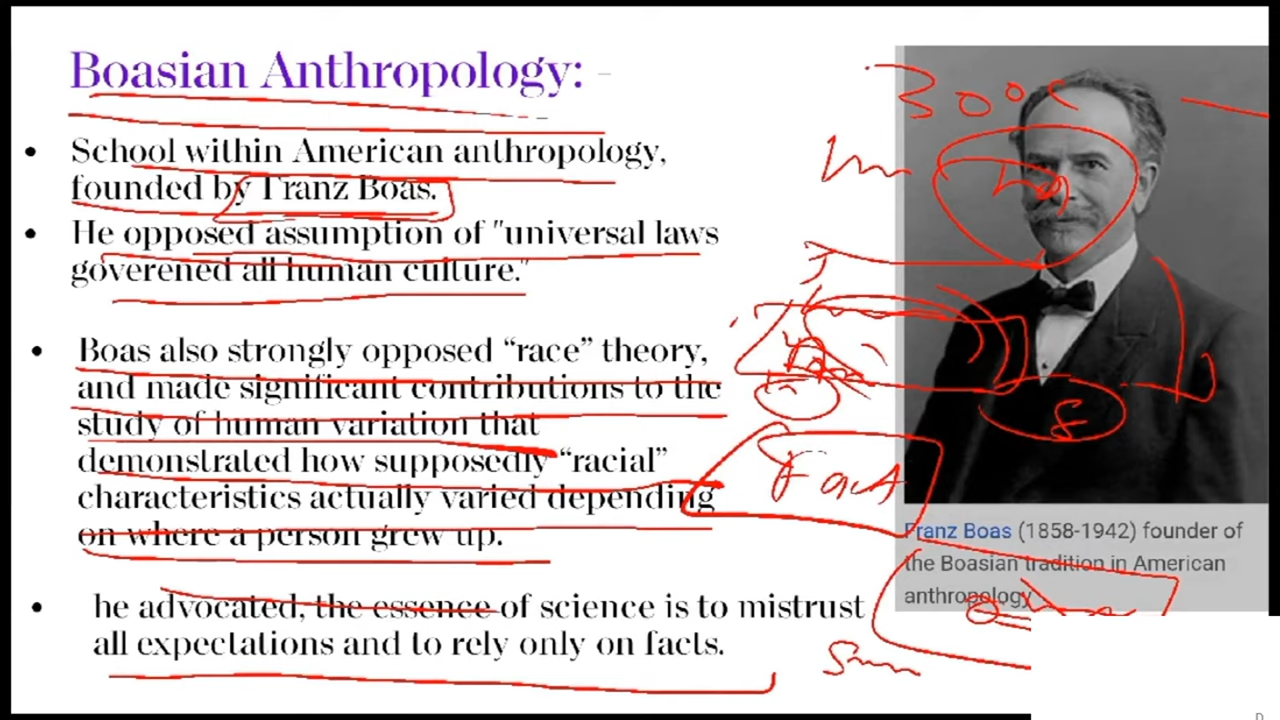 Boasian Anthropology: -
• School within American anthropology,
founded by Franz Boas.
• He opposed assumption of "universal laws
goverened all human culture."
• Boas also strongly opposed “race” theory,
and made significant contributions to the
study of human variation that
demonstrated how supposedly “racial”
characteristics actually varied depending
on where a person grew up.
• he advocated, the essence of science is to mistrust
all expectations and to rely only on facts.
30°C
Fact
Franz Boas (1858-1942) founder of
the Boasian tradition in American
anthropology
D